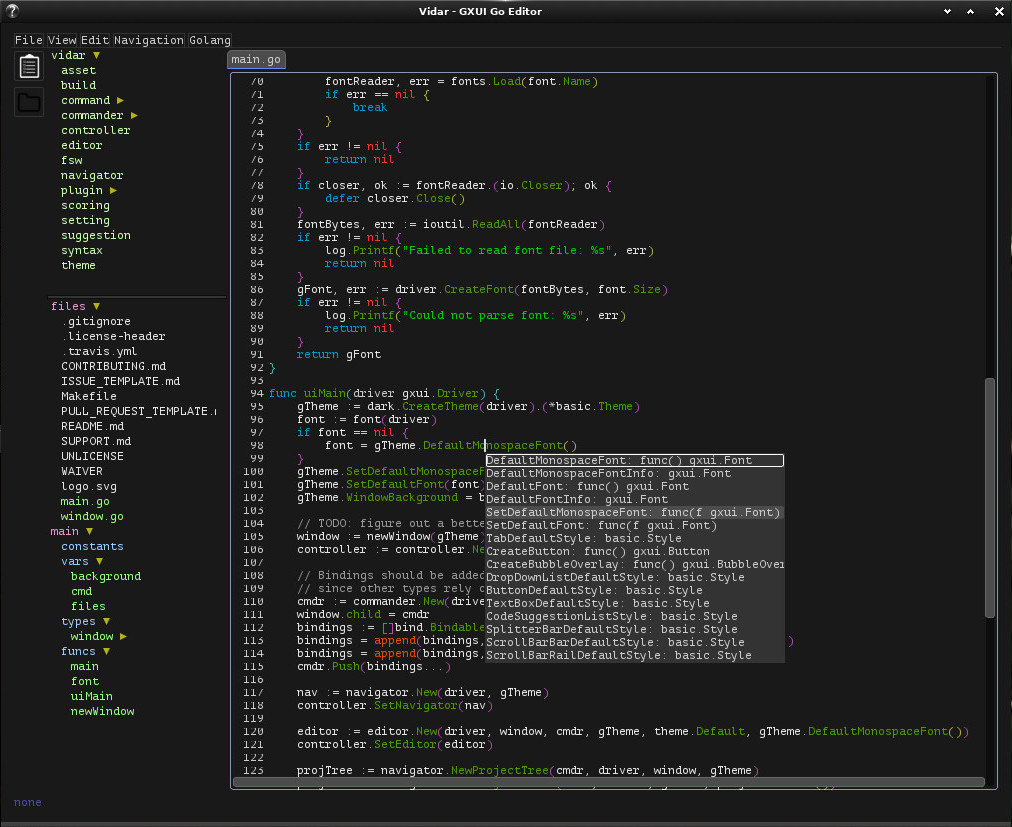 Vidar - GXUI Go Editor
File View Edit Navigation Golang
vidar ▼
asset
build
command ▶
commander ▶
controller
editor
fsw
navigator
plugin ▶
scoring
setting
suggestion
syntax
theme
files ▼
.gitignore
.license-header
.travis.yml
CONTRIBUTING.md
ISSUE_TEMPLATE.md
Makefile
PULL_REQUEST_TEMPLATE.
README.md
SUPPORT.md
UNLICENSE
WAIVER
logo.svg
main.go
window.go
main ▼
constants
vars ▼
background
cmd
files
types ▼
window ▶
funcs ▼
main
font
uiMain
newWindow
none
main.go
70 fontReader, err = fonts.Load(font.Name)
71 if err == nil {
72 break
73 }
74 }
75 if err != nil {
76 return nil
77 }
78 if closer, ok := fontReader.(io.Closer); ok {
79 defer closer.Close()
80 }
81 fontBytes, err := ioutil.ReadAll(fontReader)
82 if err != nil {
83 log.Printf("Failed to read font file: %s", err)
84 return nil
85 }
86 gFont, err := driver.CreateFont(fontBytes, font.Size)
87 if err != nil {
88 log.Printf("Could not parse font: %s", err)
89 return nil
90 }
91 return gFont
92 }
93
94 func uiMain(driver gxui.Driver) {
95 gTheme := dark.CreateTheme(driver).(*basic.Theme)
96 font := font(driver)
97 if font == nil {
98 font = gTheme.DefaultMonospaceFont()
99 }
100 gTheme.SetDefaultMonospaceF
101 gTheme.SetDefaultFont(font)
102 gTheme.WindowBackground = b
103
104 // TODO: figure out a bette
105 window := newWindow(gTheme)
106 controller := controller.Ne
107
108 // Bindings should be added
109 // since other types rely o
110 cmdr := commander.New(drive
111 window.child = cmdr
112 bindings := []bind.Bindable
113 bindings = append(bindings, )
114 bindings = append(bindings,
115 cmdr.Push(bindings...)
116
117 nav := navigator.New(driver, gTheme)
118 controller.SetNavigator(nav)
119
120 editor := editor.New(driver, window, cmdr, gTheme, theme.Default, gTheme.DefaultMonospaceFont())
121 controller.SetEditor(editor)
122
123 projTree := navigator.NewProjectTree(cmdr, driver, window, gTheme)
DefaultMonospaceFont: func() gxui.Font
DefaultMonospaceFontInfo: gxui.Font
DefaultFont: func() gxui.Font
DefaultFontInfo: gxui.Font
SetDefaultMonospaceFont: func(f gxui.Font)
SetDefaultFont: func(f gxui.Font)
TabDefaultStyle: basic.Style
CreateButton: func() gxui.Button
CreateBubbleOverlay: func() gxui.BubbleOver
DropDownListDefaultStyle: basic.Style
ButtonDefaultStyle: basic.Style
TextBoxDefaultStyle: basic.Style
CodeSuggestionListStyle: basic.Style
SplitterBarDefaultStyle: basic.Style
ScrollBarBarDefaultStyle: basic.Style
ScrollBarRailDefaultStyle: basic.Style